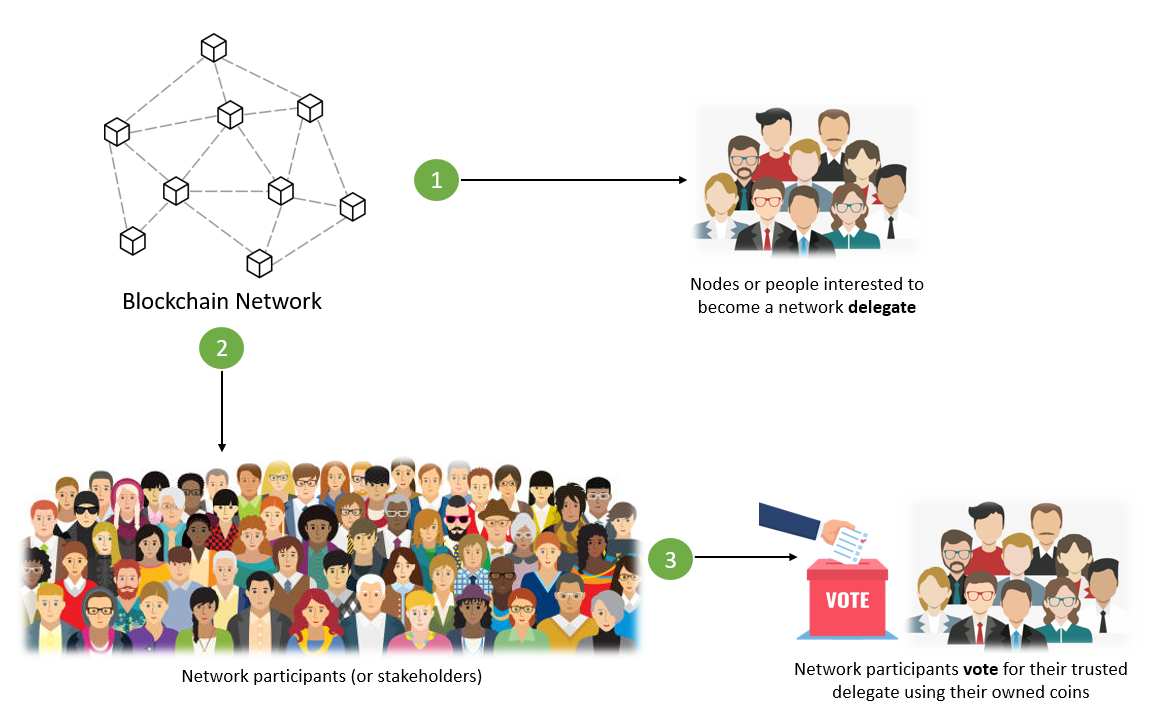 1
Nodes or people interested to
become a network delegate
Blockchain Network
2
Network participants (or stakeholders)
3
VOTE
Network participants vote for their trusted
delegate using their owned coins